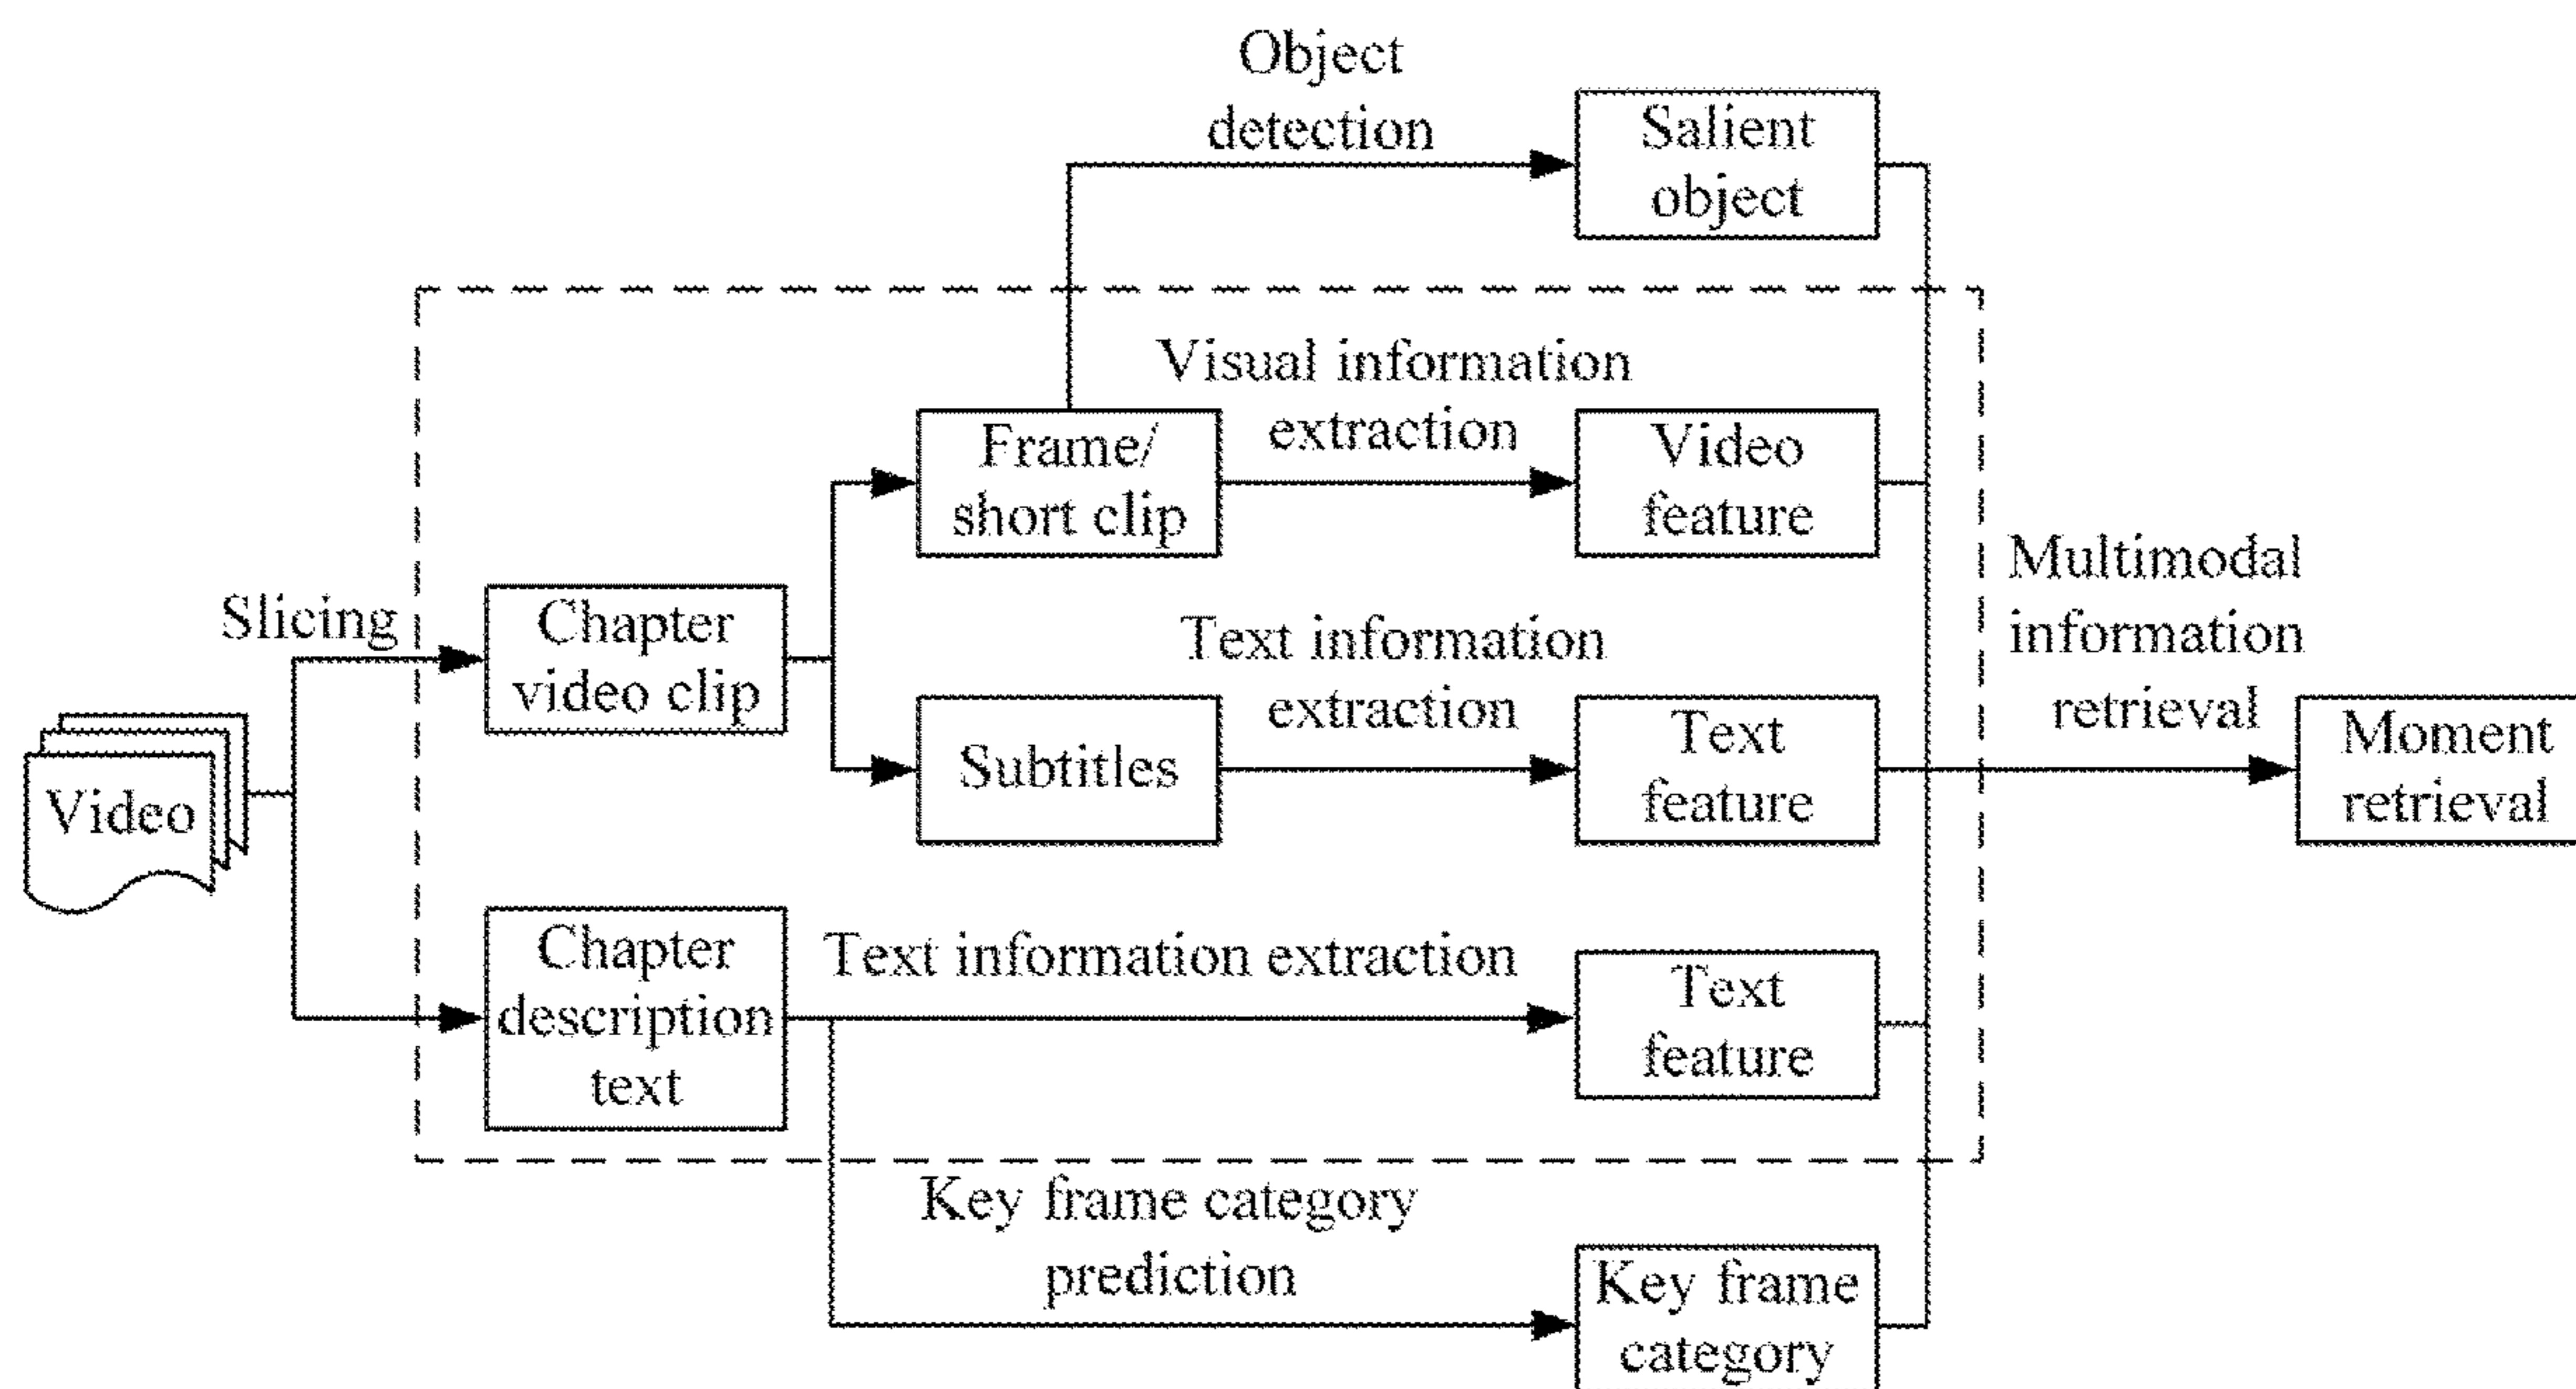 Object
detection
Salient
object
Visual information
extraction
Frame/
short clip
Video
feature
Multimodal
information
retrieval
Slicing
Chapter
video clip
Text information
extraction
Subtitles
Text
feature
Moment
retrieval
Video
Chapter
description
text
Text information extraction
Text
feature
Key frame category
prediction
Key frame
category